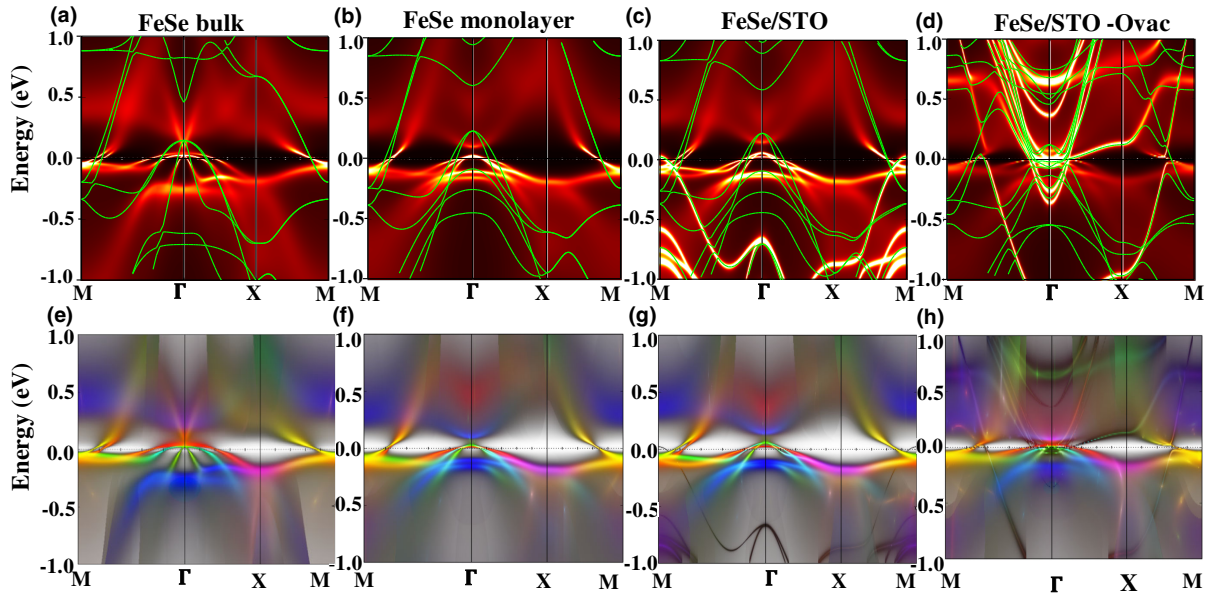 (a) FeSe bulk (b) FeSe monolayer (c) FeSe/STO (d) FeSe/STO -Ovac
1.0 1.0 1.0 1.0
0.5 0.5 0.5 0.5
Energy (eV)
0.0 0.0 0.0 0.0
-0.5 -0.5 -0.5 -0.5
-1.0 -1.0 -1.0 -1.0
M Γ X M M Γ X M M Γ X M M Γ X M
(e) (f) (g) (h)
1.0 1.0 1.0 1.0
0.5 0.5 0.5 0.5
Energy (eV)
0.0 0.0 0.0 0.0
-0.5 -0.5 -0.5 -0.5
-1.0 -1.0 -1.0 -1.0
M Γ X M M Γ X M M Γ X M M Γ X M